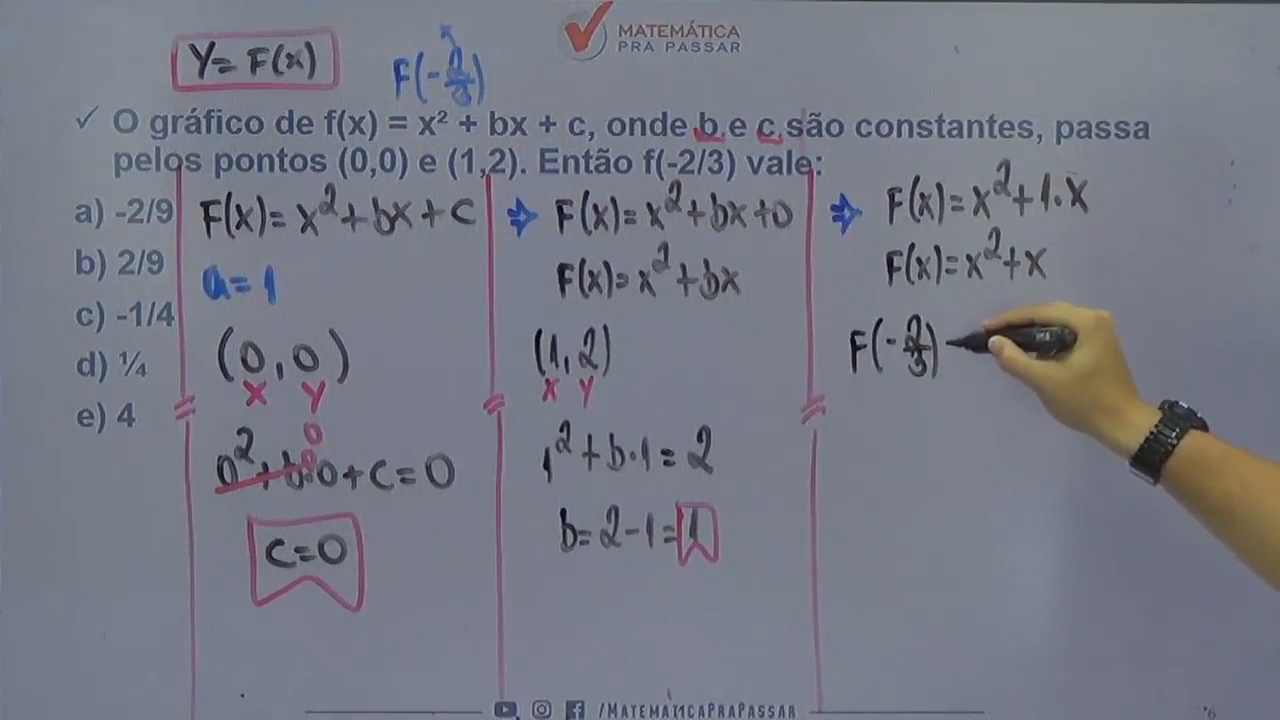 MATEMÁTICA
PRA PASSAR
Y = F(x)
F(-2/3)
✓ O gráfico de f(x) = x² + bx + c, onde b e c são constantes, passa
pelos pontos (0,0) e (1,2). Então f(-2/3) vale:
a) -2/9
b) 2/9
c) -1/4
d) ¼
e) 4
F(x) = x² + bx + c
a = 1
(0, 0)
x y
0
0² + b·0 + c = 0
c = 0
⇒ F(x) = x² + bx + 0
F(x) = x² + bx
(1, 2)
x y
1² + b·1 = 2
b = 2 - 1 = 1
⇒ F(x) = x² + 1·x
F(x) = x² + x
F(-2/3)
/MATEMÁTICAPRAPASSAR